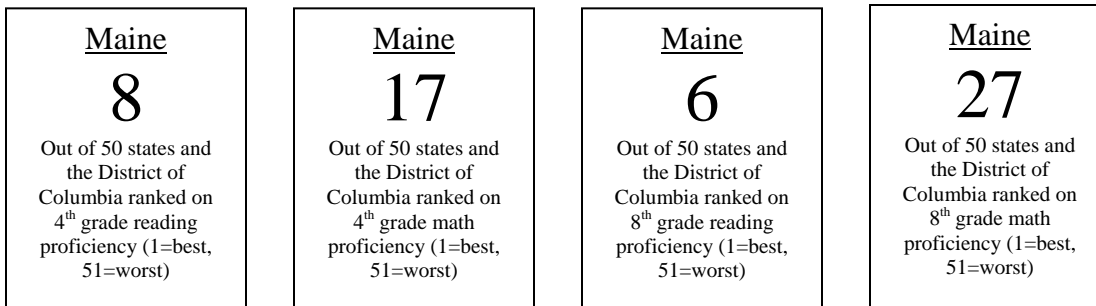 Maine
8
Out of 50 states and
the District of
Columbia ranked on
4th grade reading
proficiency (1=best,
51=worst)
Maine
17
Out of 50 states and
the District of
Columbia ranked on
4th grade math
proficiency (1=best,
51=worst)
Maine
6
Out of 50 states and
the District of
Columbia ranked on
8th grade reading
proficiency (1=best,
51=worst)
Maine
27
Out of 50 states and
the District of
Columbia ranked on
8th grade math
proficiency (1=best,
51=worst)